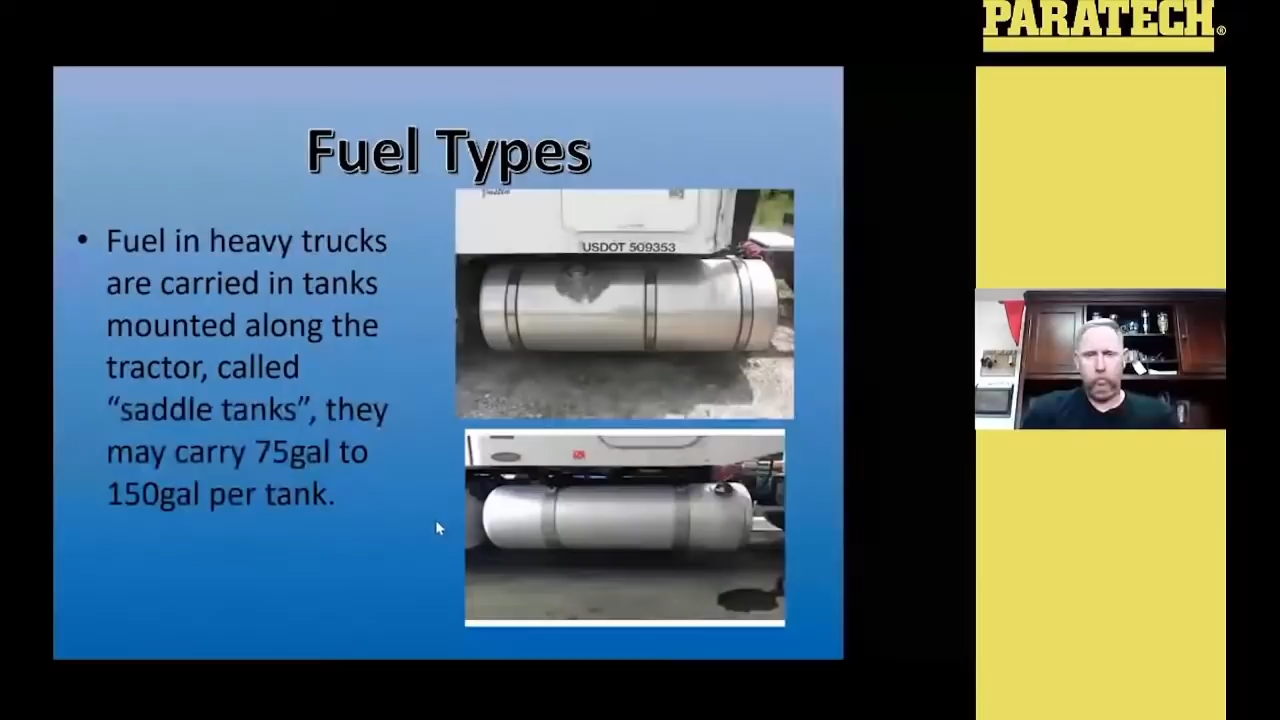 PARATECH®
Fuel Types
• Fuel in heavy trucks
are carried in tanks
mounted along the
tractor, called
“saddle tanks”, they
may carry 75gal to
150gal per tank.
USDOT 509353